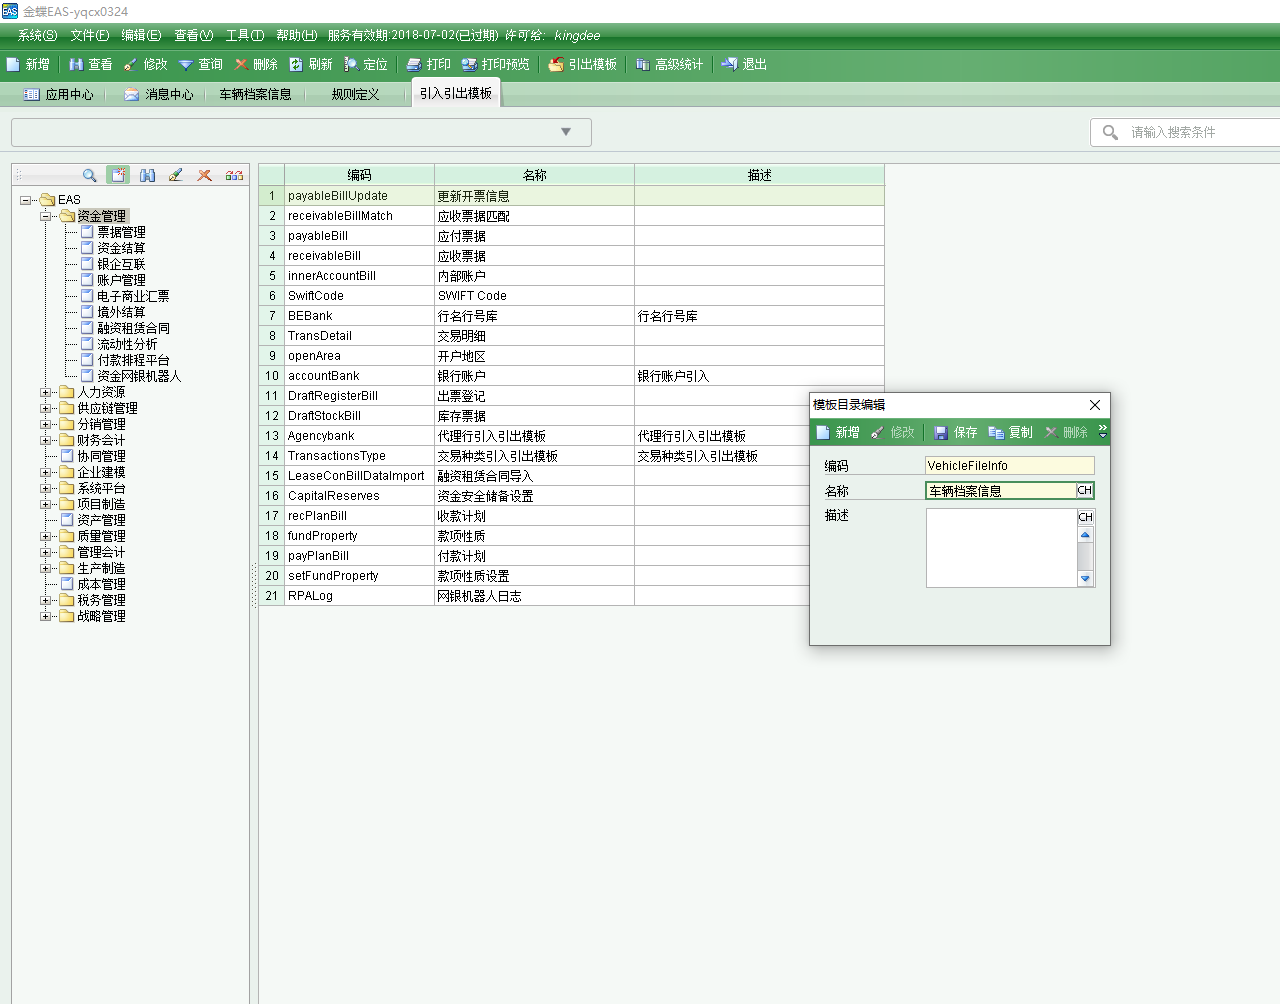 EAS 金蝶EAS-yqcx0324
系统(S) 文件(F) 编辑(E) 查看(V) 工具(T) 帮助(H) 服务有效期:2018-07-02(已过期) 许可给: kingdee
新增 查看 修改 查询 删除 刷新 定位 打印 打印预览 引出模板 高级统计 退出
应用中心 消息中心 车辆档案信息 规则定义 引入引出模板
请输入搜索条件
EAS
资金管理
票据管理
资金结算
银企互联
账户管理
电子商业汇票
境外结算
融资租赁合同
流动性分析
付款排程平台
资金网银机器人
人力资源
供应链管理
分销管理
财务会计
协同管理
企业建模
系统平台
项目制造
资产管理
质量管理
管理会计
生产制造
成本管理
税务管理
战略管理
编码 名称 描述
1 payableBillUpdate 更新开票信息
2 receivableBillMatch 应收票据匹配
3 payableBill 应付票据
4 receivableBill 应收票据
5 innerAccountBill 内部账户
6 SwiftCode SWIFT Code
7 BEBank 行名行号库 行名行号库
8 TransDetail 交易明细
9 openArea 开户地区
10 accountBank 银行账户 银行账户引入
11 DraftRegisterBill 出票登记
12 DraftStockBill 库存票据
13 Agencybank 代理行引入引出模板 代理行引入引出模板
14 TransactionsType 交易种类引入引出模板 交易种类引入引出模板
15 LeaseConBillDataImport 融资租赁合同导入
16 CapitalReserves 资金安全储备设置
17 recPlanBill 收款计划
18 fundProperty 款项性质
19 payPlanBill 付款计划
20 setFundProperty 款项性质设置
21 RPALog 网银机器人日志
模板目录编辑
新增 修改 保存 复制 删除
编码 VehicleFileInfo
名称 车辆档案信息 CH
描述 CH